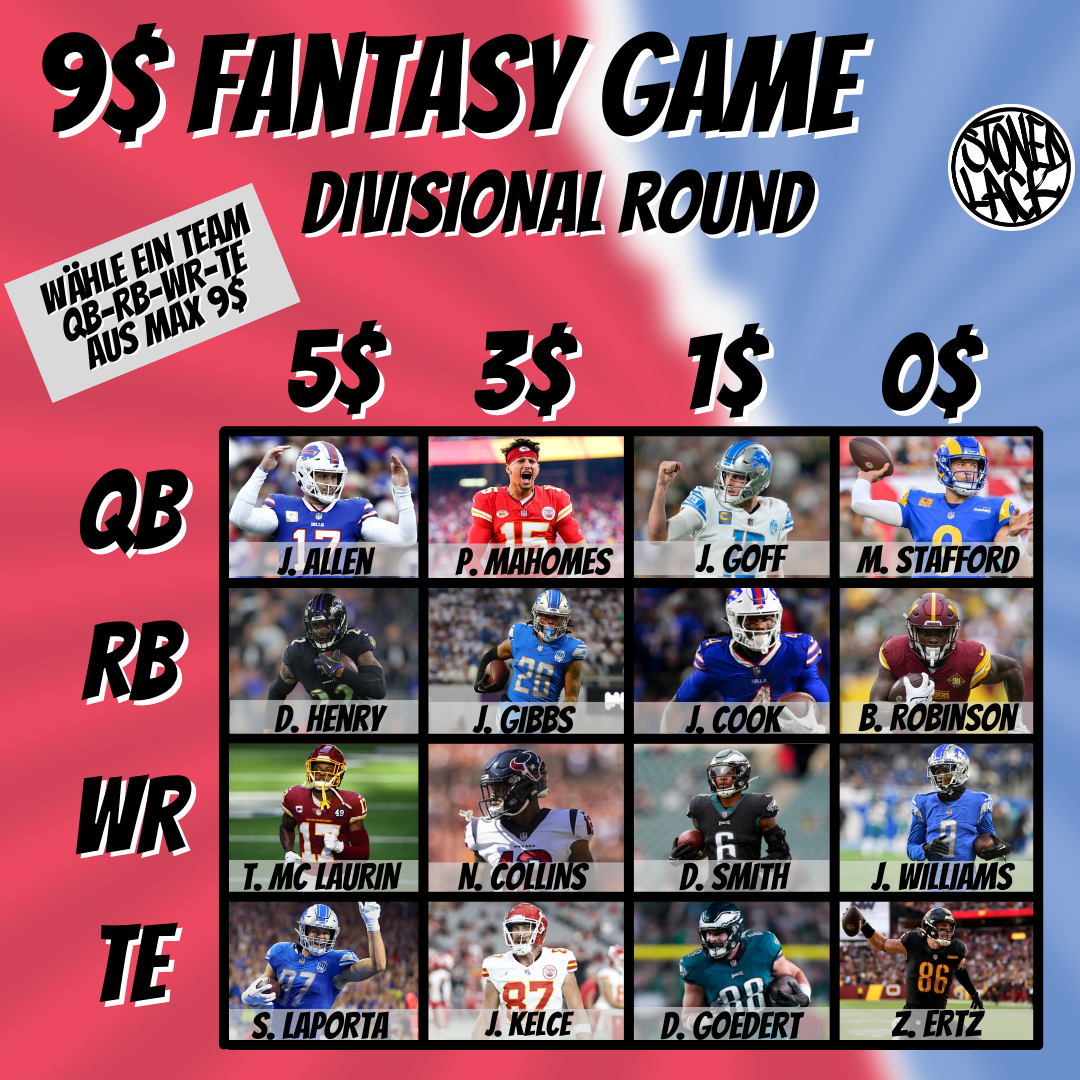 9$ FANTASY GAME
DIVISIONAL ROUND
STONED
LACK
WÄHLE EIN TEAM
QB-RB-WR-TE
AUS MAX 9$
5$ 3$ 1$ 0$
QB
J. ALLEN P. MAHOMES J. GOFF M. STAFFORD
RB
D. HENRY J. GIBBS J. COOK B. ROBINSON
WR
T. MC LAURIN N. COLLINS D. SMITH J. WILLIAMS
TE
S. LAPORTA J. KELCE D. GOEDERT Z. ERTZ